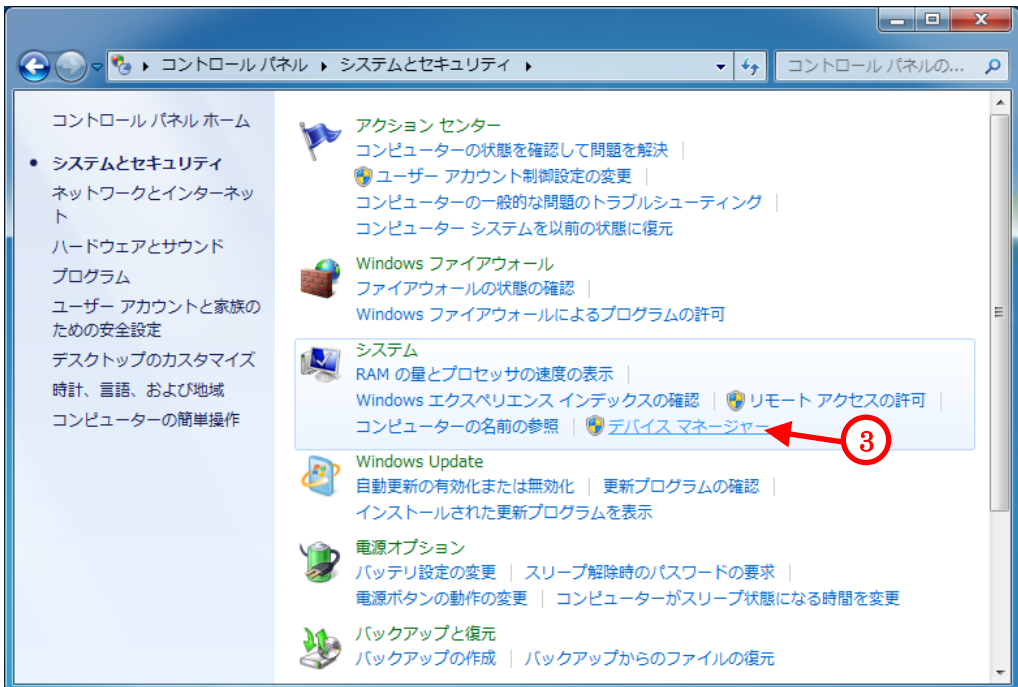 コントロール パネル システムとセキュリティ
コントロール パネルの...
コントロール パネル ホーム
システムとセキュリティ
ネットワークとインターネッ
ト
ハードウェアとサウンド
プログラム
ユーザー アカウントと家族の
ための安全設定
デスクトップのカスタマイズ
時計、言語、および地域
コンピューターの簡単操作
アクション センター
コンピューターの状態を確認して問題を解決
ユーザー アカウント制御設定の変更
コンピューターの一般的な問題のトラブルシューティング
コンピューター システムを以前の状態に復元
Windows ファイアウォール
ファイアウォールの状態の確認
Windows ファイアウォールによるプログラムの許可
システム
RAM の量とプロセッサの速度の表示
Windows エクスペリエンス インデックスの確認 リモート アクセスの許可
コンピューターの名前の参照 デバイス マネージャー
3
Windows Update
自動更新の有効化または無効化 更新プログラムの確認
インストールされた更新プログラムを表示
電源オプション
バッテリ設定の変更 スリープ解除時のパスワードの要求
電源ボタンの動作の変更 コンピューターがスリープ状態になる時間を変更
バックアップと復元
バックアップの作成 バックアップからのファイルの復元